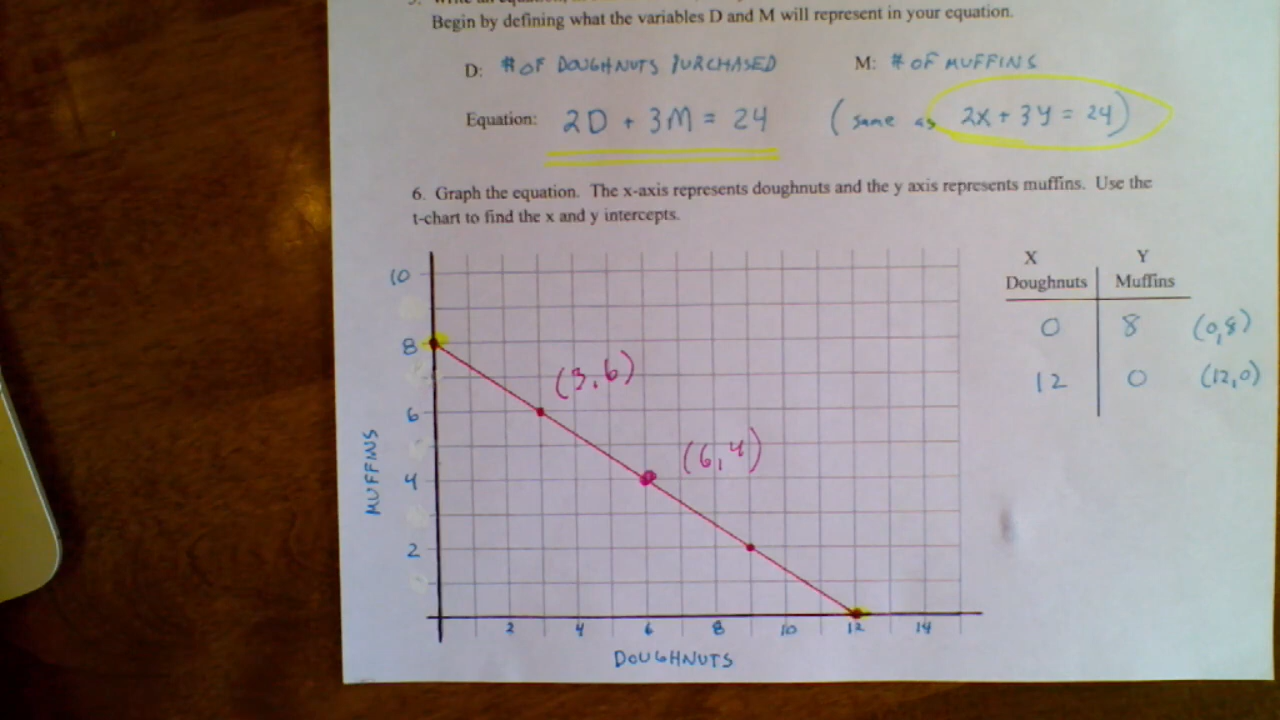 Begin by defining what the variables D and M will represent in your equation.
D: # OF DOUGHNUTS PURCHASED M: # OF MUFFINS
Equation: 2D + 3M = 24 (same as 2X + 3Y = 24)
6. Graph the equation. The x-axis represents doughnuts and the y axis represents muffins. Use the
t-chart to find the x and y intercepts.
X Y
Doughnuts Muffins
0 8 (0,8)
12 0 (12,0)
10
8
6
4
2
MUFFINS
(3,6)
(6,4)
2 4 6 8 10 12 14
DOUGHNUTS